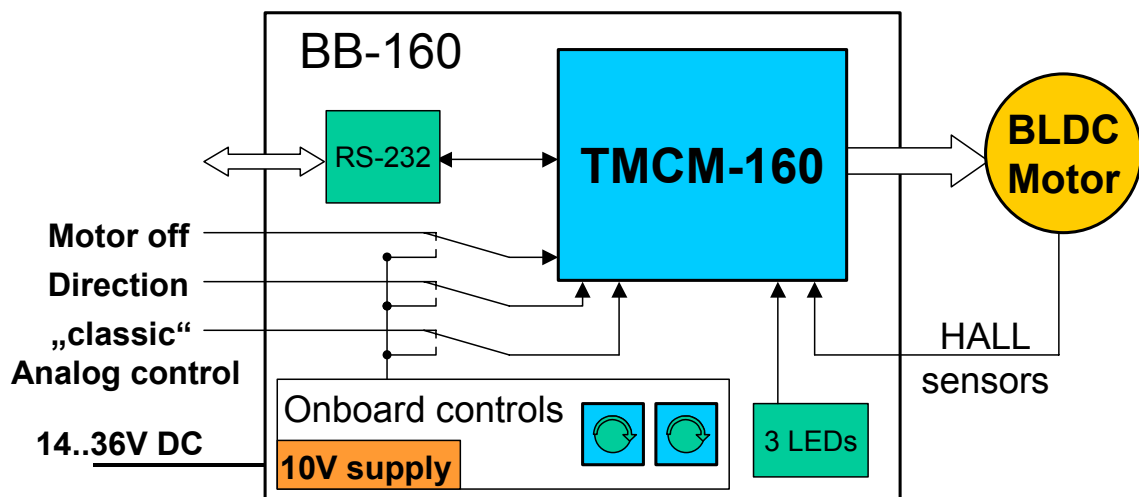 BB-160
RS-232
TMCM-160
BLDC
Motor
Motor off
Direction
„classic“
Analog control
HALL
sensors
Onboard controls
14..36V DC
10V supply
3 LEDs